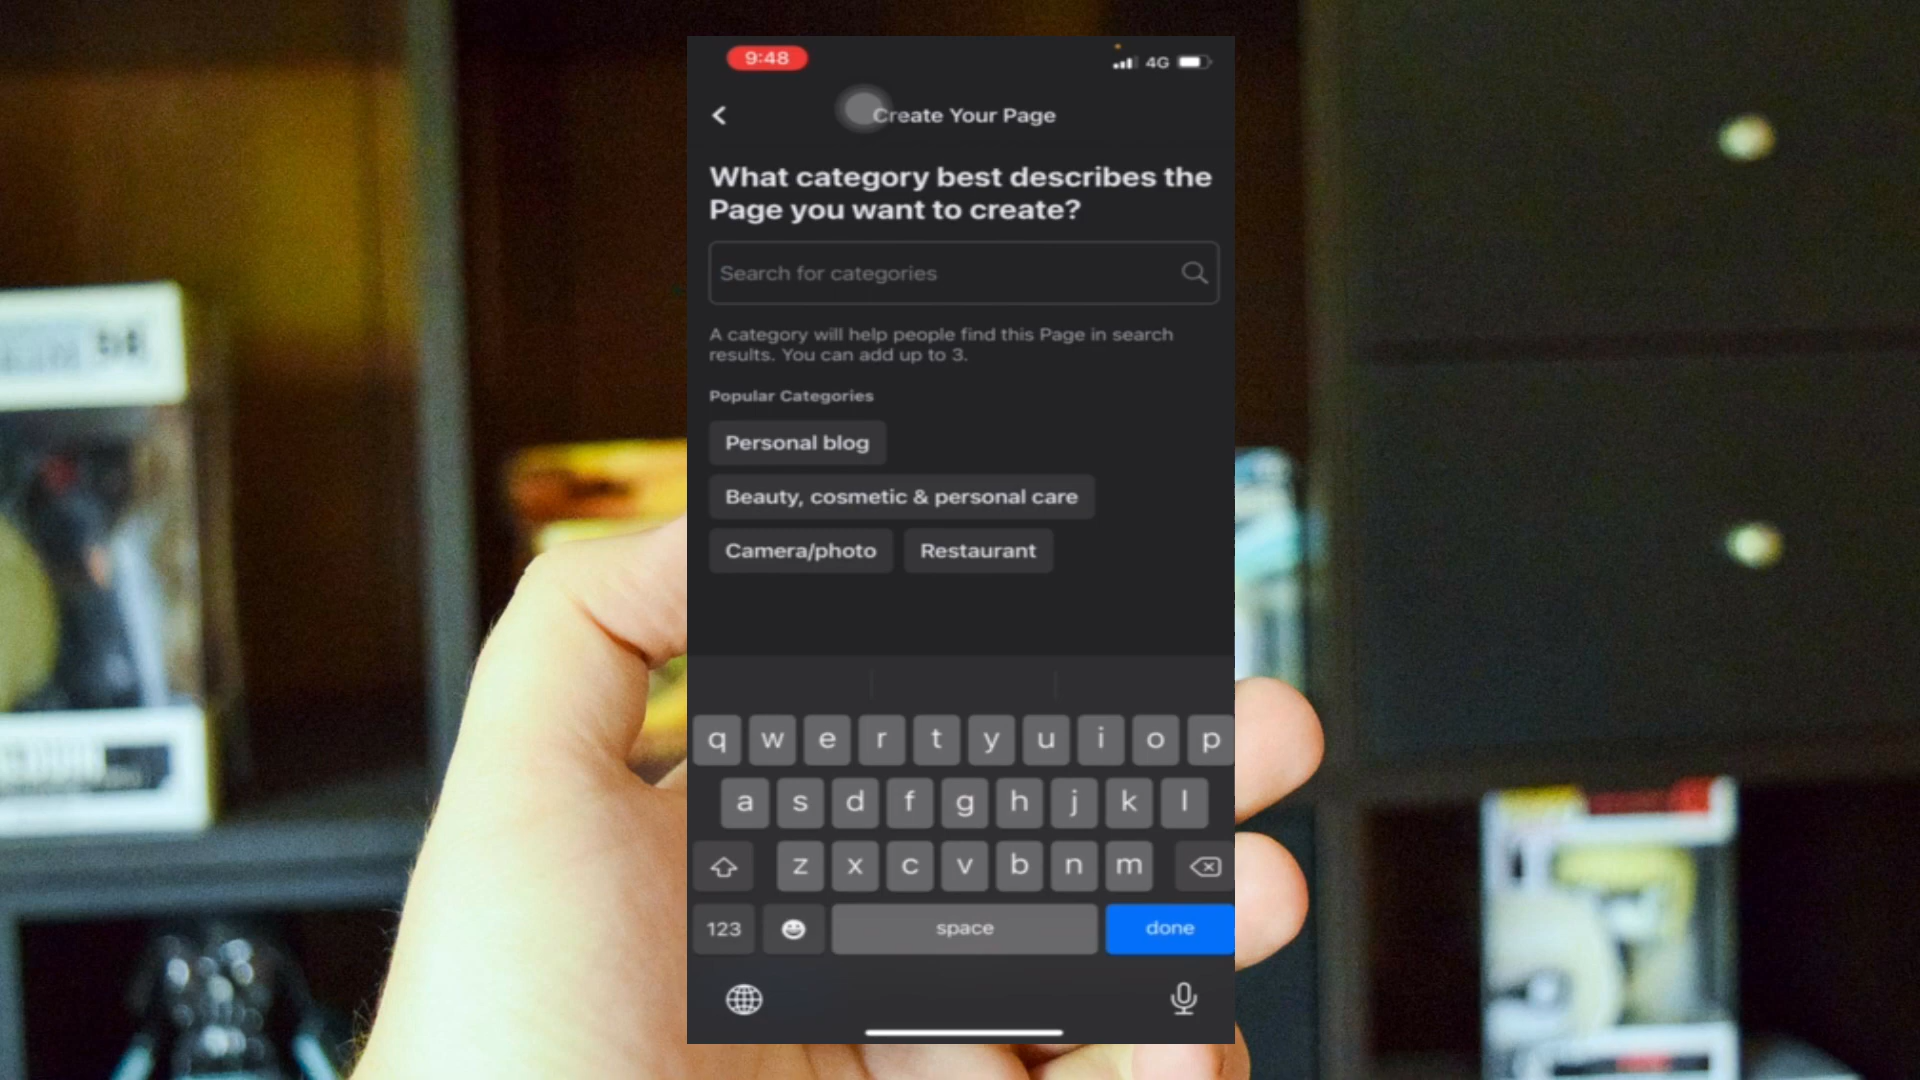 9:48
4G
Create Your Page
What category best describes the
Page you want to create?
Search for categories
A category will help people find this Page in search
results. You can add up to 3.
Popular Categories
Personal blog
Beauty, cosmetic & personal care
Camera/photo Restaurant
q w e r t y u i o p
a s d f g h j k l
z x c v b n m
123 space done